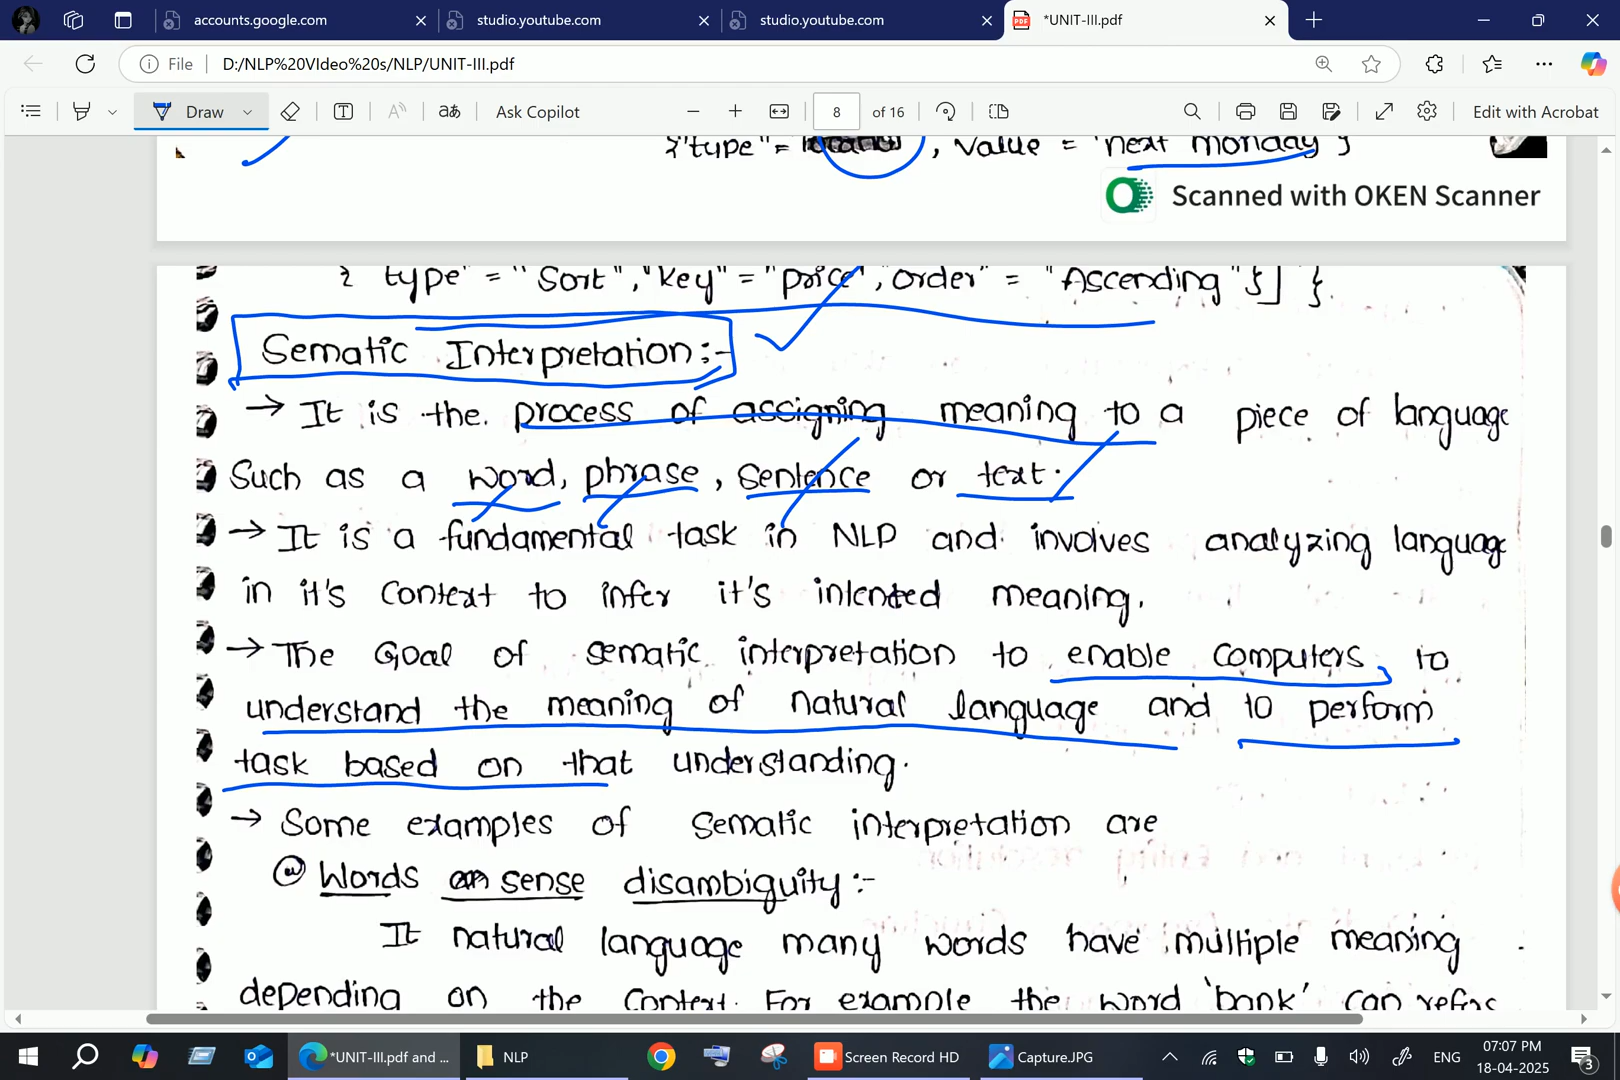 accounts.google.com
studio.youtube.com
studio.youtube.com
*UNIT-III.pdf
File
D:/NLP%20VIdeo%20s/NLP/UNIT-III.pdf
Draw
aあ
Ask Copilot
8
of 16
Edit with Acrobat
{"type"= , value = "next monday"}
Scanned with OKEN Scanner
{ "type" = "Sort","key" = "price","order" = "Ascending"}] }.
Sematic Interpretation:-
→ It is the process of assigning meaning to a piece of language
Such as a word, phrase, sentence or text.
→ It is a fundamental task in NLP and involves analyzing language
in it's Context to infer it's intented meaning.
→ The Goal of sematic interpretation to enable computers to
understand the meaning of natural language and to perform
task based on that understanding.
→ Some examples of sematic interpretation are
@ Words sense disambiguity:-
It natural language many words have multiple meaning
depending on the Context. For example the word 'bank' can refers
*UNIT-III.pdf and ...
NLP
Screen Record HD
Capture.JPG
ENG
07:07 PM
18-04-2025
3